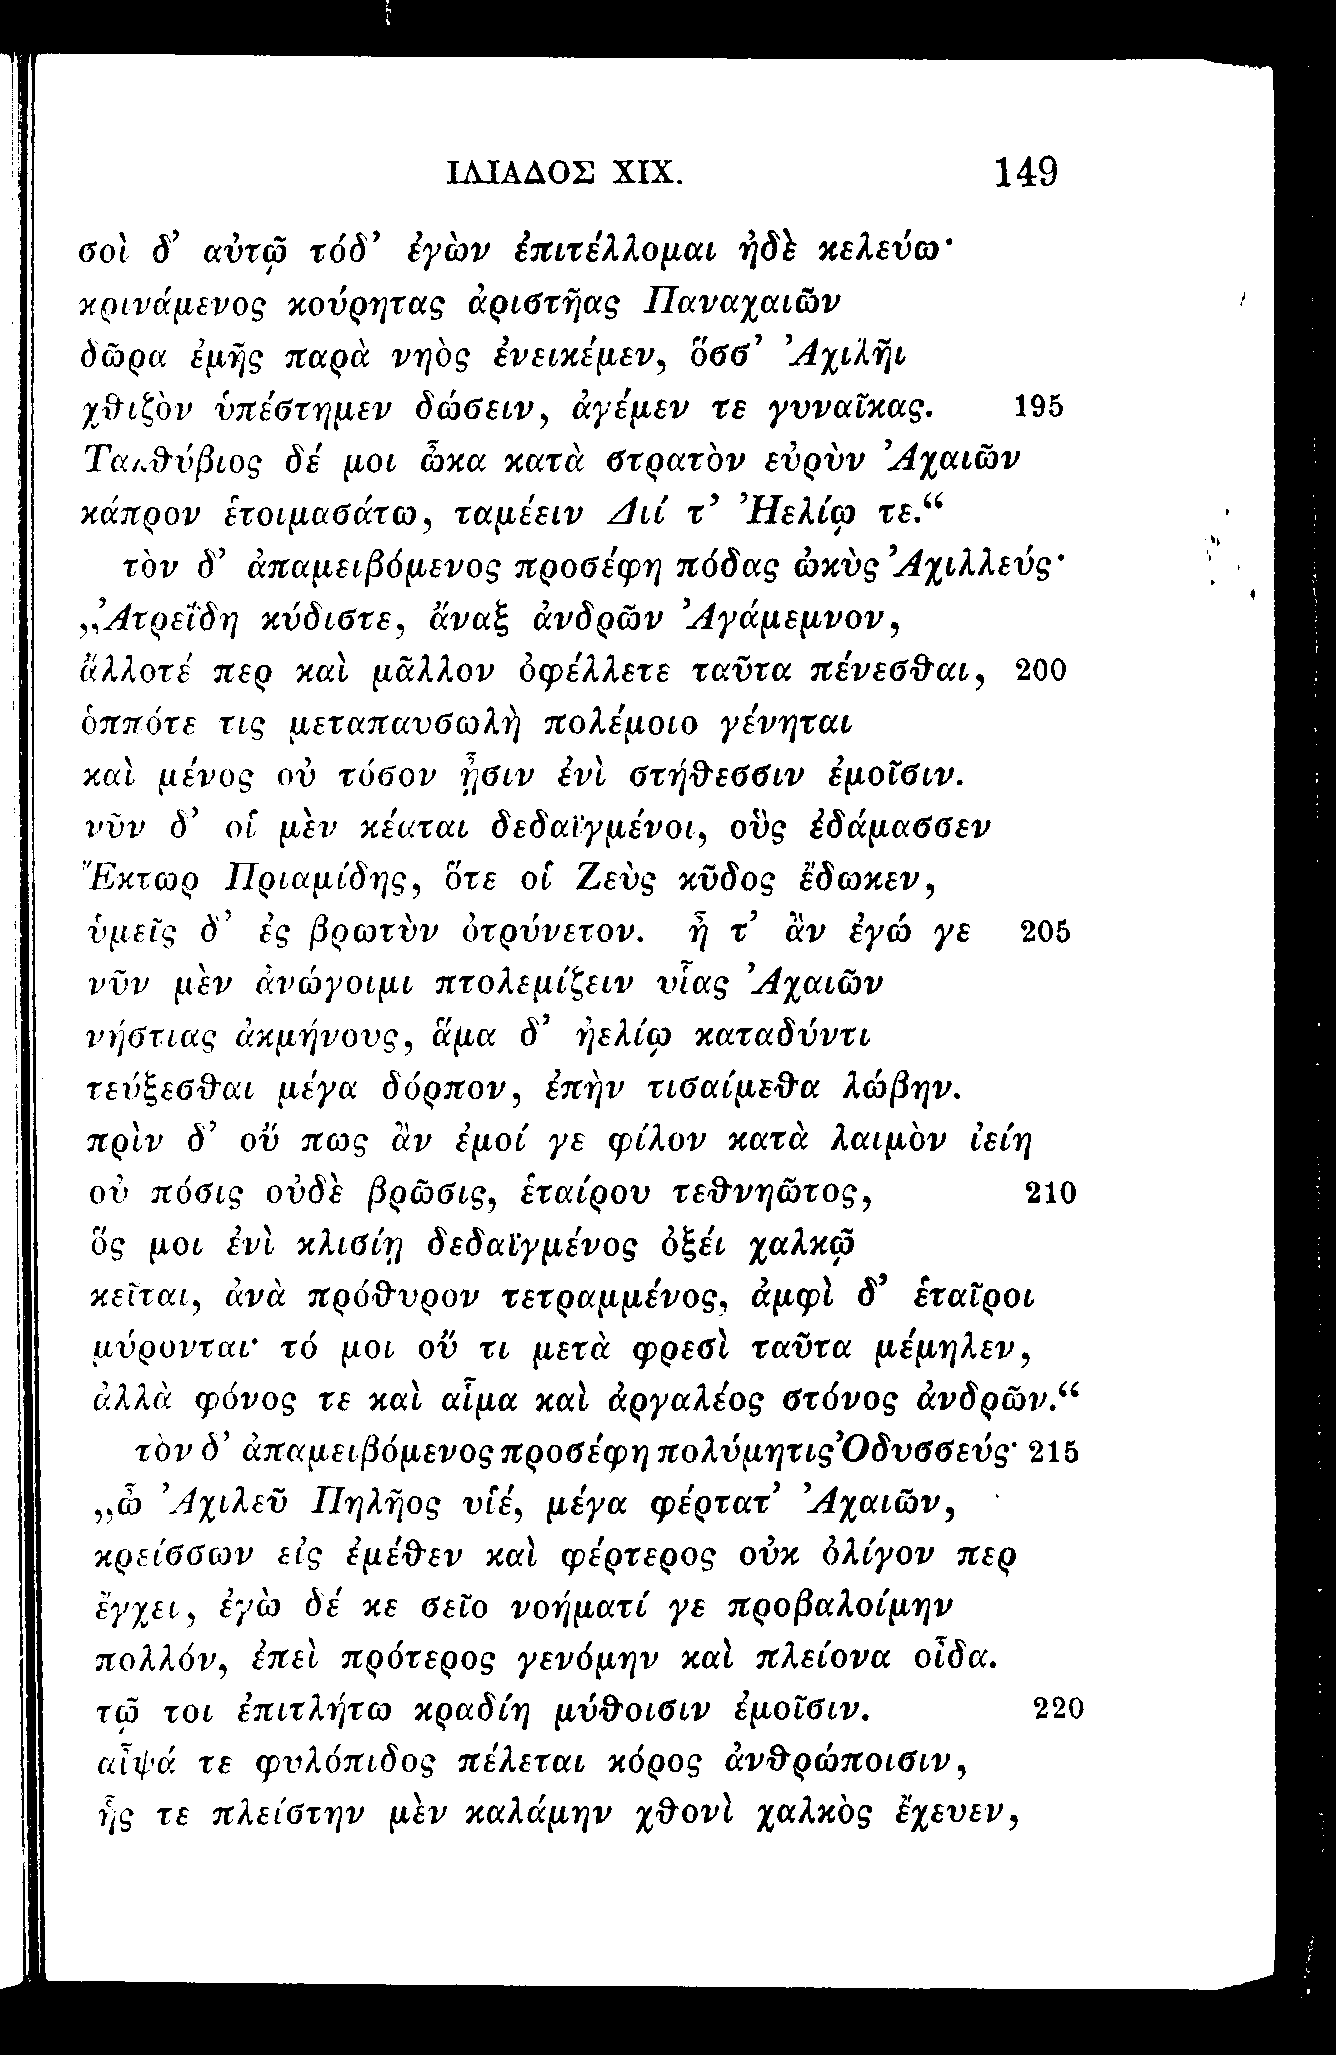 ΙΛΙΑΔΟΣ XIX. 149
σοὶ δ’ αὐτῷ τόδ’ ἐγὼν ἐπιτέλλομαι ἠδὲ κελεύω·
κρινάμενος κούρητας ἀριστῆας Παναχαιῶν
δῶρα ἐμῆς παρὰ νηὸς ἐνεικέμεν, ὅσσ’ Ἀχιλῆι
χθιζὸν ὑπέστημεν δώσειν, ἀγέμεν τε γυναῖκας. 195
Ταλθύβιος δέ μοι ὦκα κατὰ στρατὸν εὐρὺν Ἀχαιῶν
κάπρον ἑτοιμασάτω, ταμέειν Διί τ’ Ἠελίῳ τε.“
τὸν δ’ ἀπαμειβόμενος προσέφη πόδας ὠκὺς Ἀχιλλεύς·
„Ἀτρεΐδη κύδιστε, ἄναξ ἀνδρῶν Ἀγάμεμνον,
ἄλλοτέ περ καὶ μᾶλλον ὀφέλλετε ταῦτα πένεσθαι, 200
ὁππότε τις μεταπαυσωλὴ πολέμοιο γένηται
καὶ μένος οὐ τόσον ᾖσιν ἐνὶ στήθεσσιν ἐμοῖσιν.
νῦν δ’ οἳ μὲν κέαται δεδαϊγμένοι, οὓς ἐδάμασσεν
Ἕκτωρ Πριαμίδης, ὅτε οἱ Ζεὺς κῦδος ἔδωκεν,
ὑμεῖς δ’ ἐς βρωτὺν ὀτρύνετον. ἦ τ’ ἂν ἐγώ γε 205
νῦν μὲν ἀνώγοιμι πτολεμίζειν υἷας Ἀχαιῶν
νήστιας ἀκμήνους, ἅμα δ’ ἠελίῳ καταδύντι
τεύξεσθαι μέγα δόρπον, ἐπὴν τισαίμεθα λώβην.
πρὶν δ’ οὔ πως ἂν ἐμοί γε φίλον κατὰ λαιμὸν ἰείη
οὐ πόσις οὐδὲ βρῶσις, ἑταίρου τεθνηῶτος, 210
ὅς μοι ἐνὶ κλισίῃ δεδαϊγμένος ὀξέι χαλκῷ
κεῖται, ἀνὰ πρόθυρον τετραμμένος, ἀμφὶ δ’ ἑταῖροι
μύρονται· τό μοι οὔ τι μετὰ φρεσὶ ταῦτα μέμηλεν,
ἀλλὰ φόνος τε καὶ αἷμα καὶ ἀργαλέος στόνος ἀνδρῶν.“
τὸν δ’ ἀπαμειβόμενος προσέφη πολύμητις Ὀδυσσεύς· 215
„ὦ Ἀχιλεῦ Πηλῆος υἱέ, μέγα φέρτατ’ Ἀχαιῶν,
κρείσσων εἰς ἐμέθεν καὶ φέρτερος οὐκ ὀλίγον περ
ἔγχει, ἐγὼ δέ κε σεῖο νοήματί γε προβαλοίμην
πολλόν, ἐπεὶ πρότερος γενόμην καὶ πλείονα οἶδα.
τῷ τοι ἐπιτλήτω κραδίη μύθοισιν ἐμοῖσιν. 220
αἶψά τε φυλόπιδος πέλεται κόρος ἀνθρώποισιν,
ἧς τε πλείστην μὲν καλάμην χθονὶ χαλκὸς ἔχευεν,